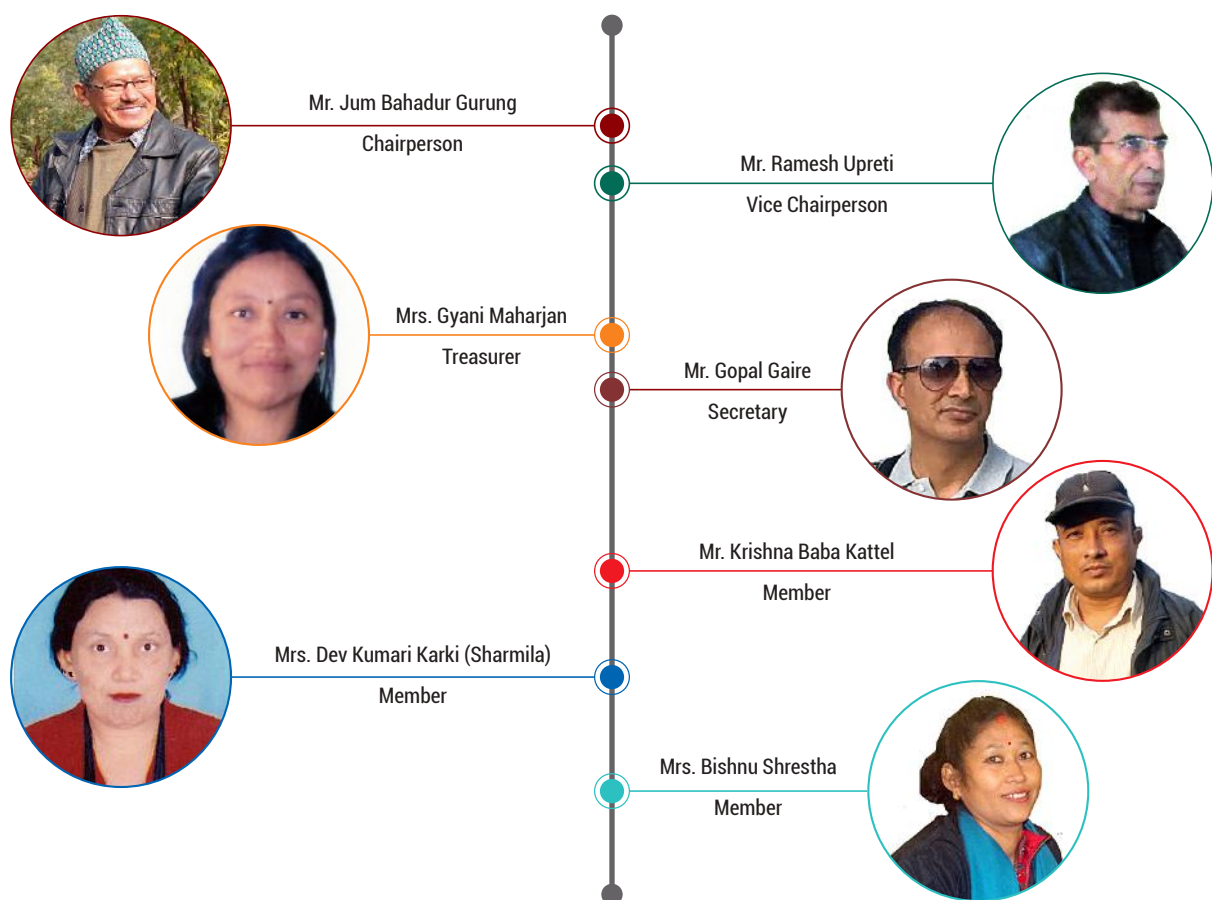 Mr. Jum Bahadur Gurung
Chairperson
Mr. Ramesh Upreti
Vice Chairperson
Mrs. Gyani Maharjan
Treasurer
Mr. Gopal Gaire
Secretary
Mr. Krishna Baba Kattel
Member
Mrs. Dev Kumari Karki (Sharmila)
Member
Mrs. Bishnu Shrestha
Member